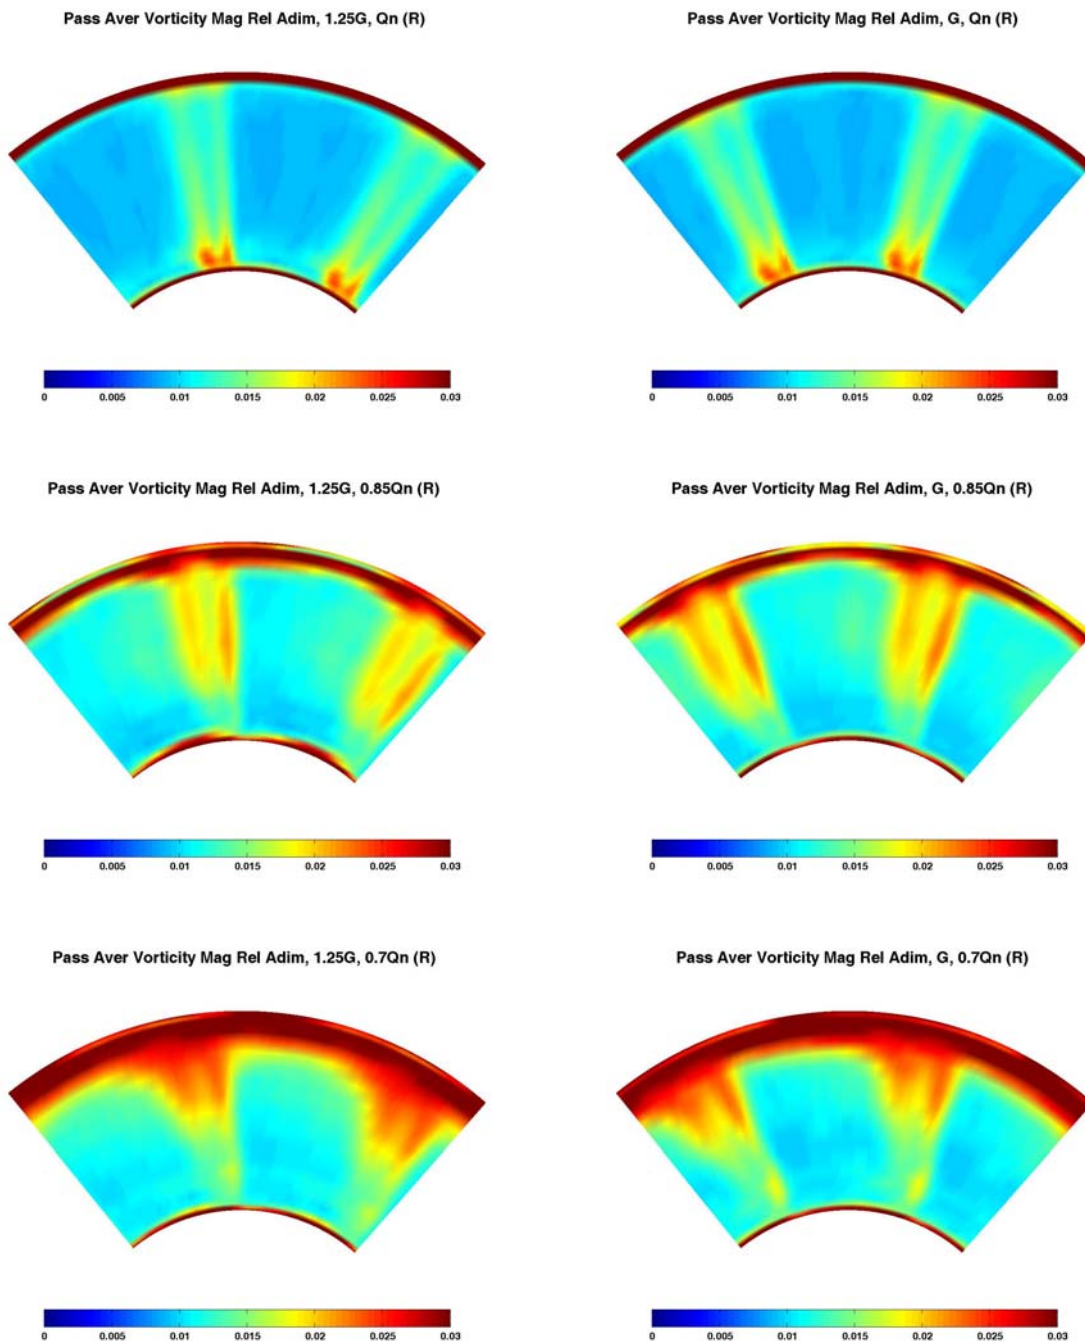 Pass Aver Vorticity Mag Rel Adim, 1.25G, Qn (R)
Pass Aver Vorticity Mag Rel Adim, G, Qn (R)
0 0.005 0.01 0.015 0.02 0.025 0.03
0 0.005 0.01 0.015 0.02 0.025 0.03
Pass Aver Vorticity Mag Rel Adim, 1.25G, 0.85Qn (R)
Pass Aver Vorticity Mag Rel Adim, G, 0.85Qn (R)
0 0.005 0.01 0.015 0.02 0.025 0.03
0 0.005 0.01 0.015 0.02 0.025 0.03
Pass Aver Vorticity Mag Rel Adim, 1.25G, 0.7Qn (R)
Pass Aver Vorticity Mag Rel Adim, G, 0.7Qn (R)
0 0.005 0.01 0.015 0.02 0.025 0.03
0 0.005 0.01 0.015 0.02 0.025 0.03